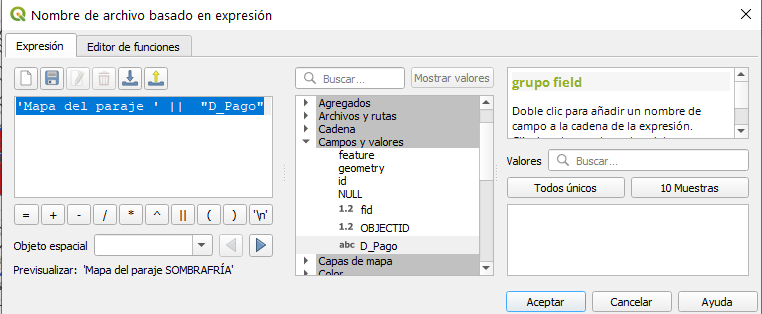 Nombre de archivo basado en expresión
Expresión
Editor de funciones
Buscar...
Mostrar valores
'Mapa del paraje ' || "D_Pago"
= + - / * ^ || ( ) '\n'
Objeto espacial
Previsualizar: 'Mapa del paraje SOMBRAFRÍA'
Agregados
Archivos y rutas
Cadena
Campos y valores
feature
geometry
id
NULL
1.2 fid
1.2 OBJECTID
abc D_Pago
Capas de mapa
Color
grupo field
Doble clic para añadir un nombre de
campo a la cadena de la expresión.
Valores
Buscar...
Todos únicos
10 Muestras
Aceptar
Cancelar
Ayuda